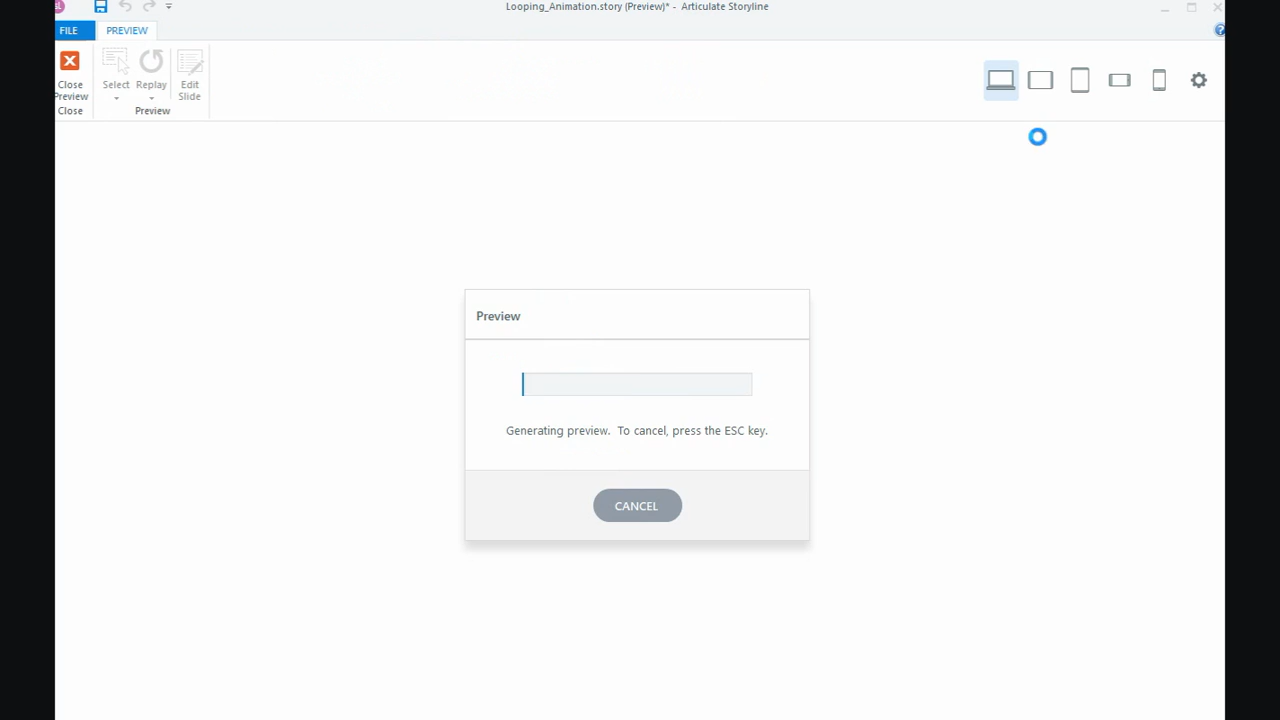 Looping_Animation.story (Preview)* - Articulate Storyline
FILE
PREVIEW
Close Preview
Select
Replay
Edit Slide
Close
Preview
Preview
Generating preview. To cancel, press the ESC key.
CANCEL